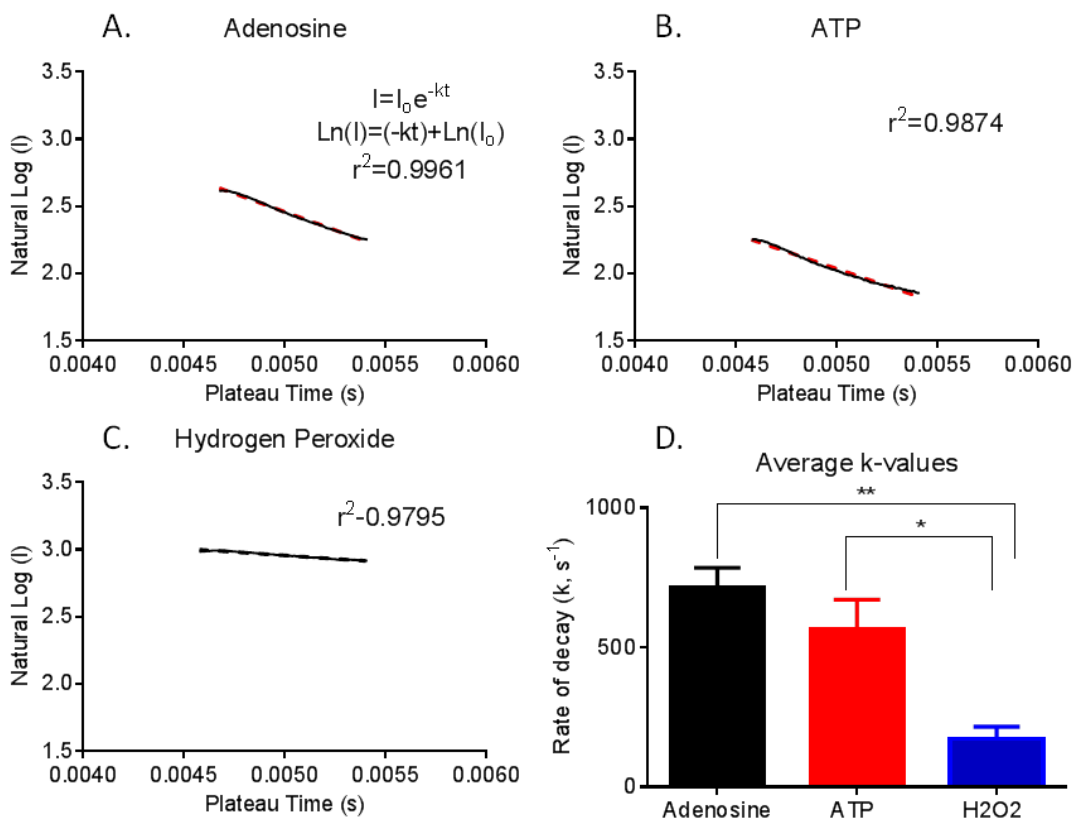 A. Adenosine
Natural Log (I)
3.5
3.0
2.5
2.0
1.5
I=I₀e⁻ᵏᵗ
Ln(I)=(-kt)+Ln(I₀)
r²=0.9961
0.0040 0.0045 0.0050 0.0055 0.0060
Plateau Time (s)
B. ATP
Natural Log (I)
3.5
3.0
2.5
2.0
1.5
r²=0.9874
0.0040 0.0045 0.0050 0.0055 0.0060
Plateau Time (s)
C. Hydrogen Peroxide
Natural Log (I)
3.5
3.0
2.5
2.0
1.5
r²-0.9795
0.0040 0.0045 0.0050 0.0055 0.0060
Plateau Time (s)
D. Average k-values
Rate of decay (k, s⁻¹)
1000
500
0
**
*
Adenosine ATP H2O2